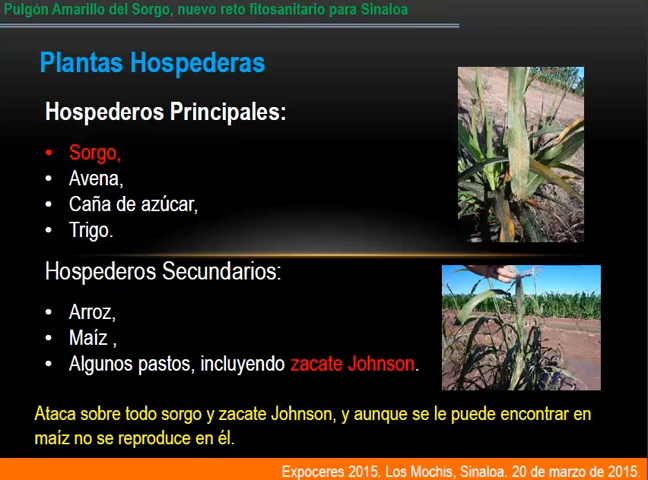 Pulgón Amarillo del Sorgo, nuevo reto fitosanitario para Sinaloa
Plantas Hospederas
Hospederos Principales:
• Sorgo,
• Avena,
• Caña de azúcar,
• Trigo.
Hospederos Secundarios:
• Arroz,
• Maíz ,
• Algunos pastos, incluyendo zacate Johnson.
Ataca sobre todo sorgo y zacate Johnson, y aunque se le puede encontrar en
maíz no se reproduce en él.
Expoceres 2015. Los Mochis, Sinaloa. 20 de marzo de 2015.